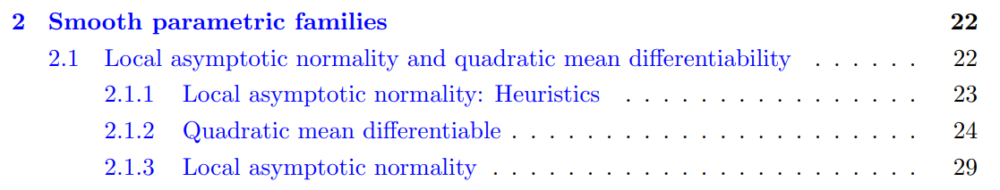 2 Smooth parametric families 22
2.1 Local asymptotic normality and quadratic mean differentiability . . . . . . 22
2.1.1 Local asymptotic normality: Heuristics . . . . . . . . . . . . . . . . 23
2.1.2 Quadratic mean differentiable . . . . . . . . . . . . . . . . . . . . . . 24
2.1.3 Local asymptotic normality . . . . . . . . . . . . . . . . . . . . . . . 29